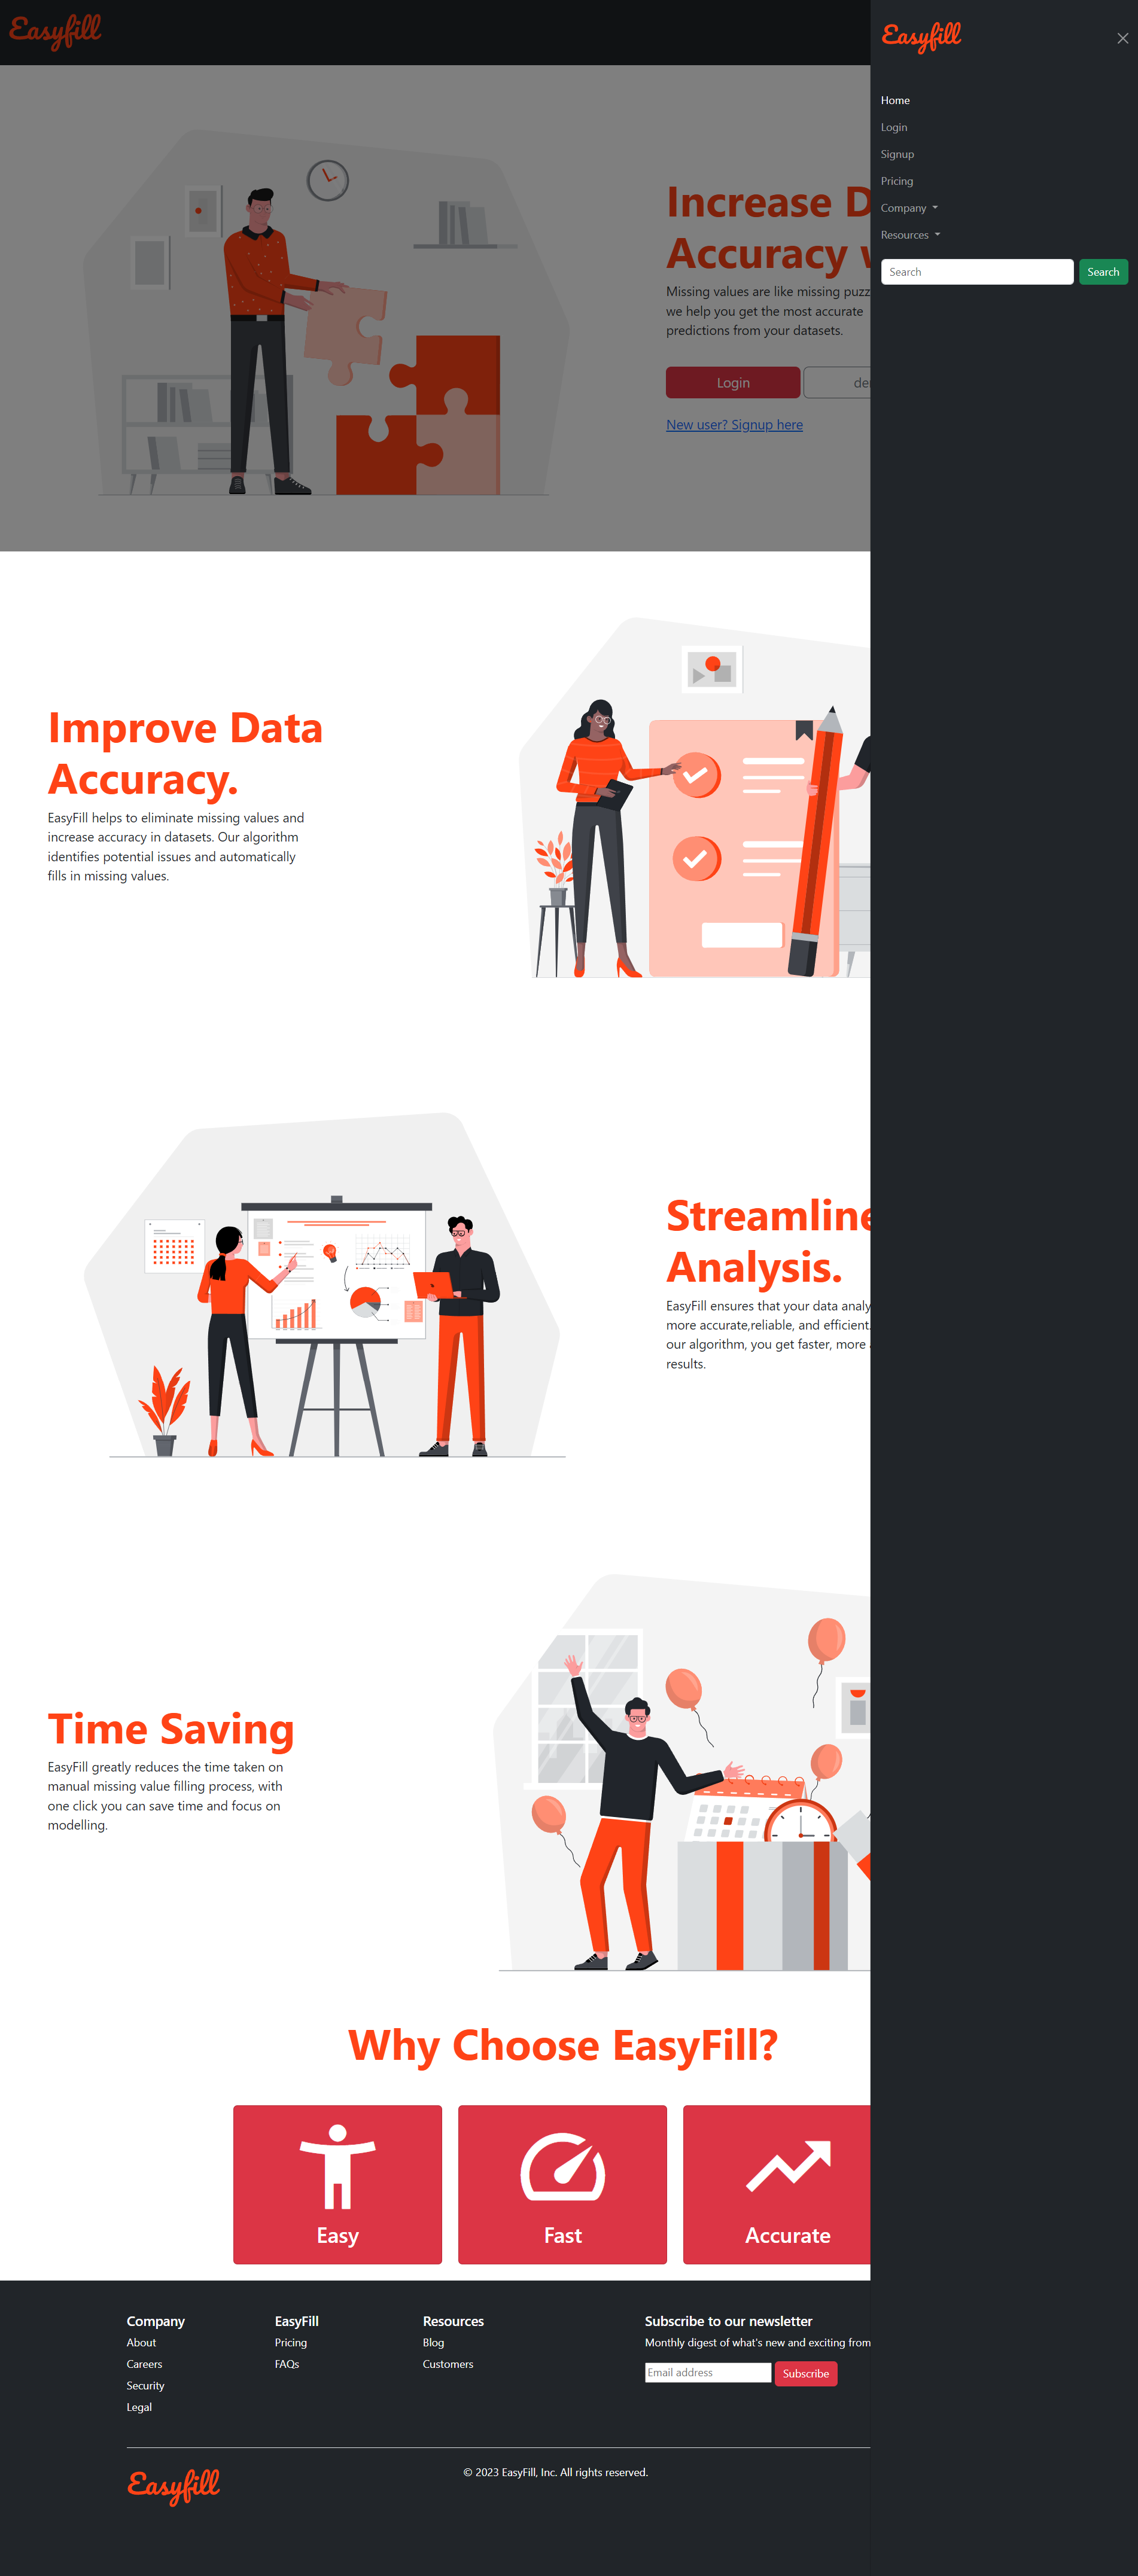 Easyfill
Increase D
Accuracy
Missing values are like missing puzz
we help you get the most accurate
predictions from your datasets.
Login
de
New user? Signup here
Easyfill
Home
Login
Signup
Pricing
Company
Resources
Search
Search
Improve Data
Accuracy.
EasyFill helps to eliminate missing values and
increase accuracy in datasets. Our algorithm
identifies potential issues and automatically
fills in missing values.
Streamline
Analysis.
EasyFill ensures that your data analy
more accurate,reliable, and efficient.
our algorithm, you get faster, more
results.
Time Saving
EasyFill greatly reduces the time taken on
manual missing value filling process, with
one click you can save time and focus on
modelling.
Why Choose EasyFill?
Easy
Fast
Accurate
Company
About
Careers
Security
Legal
EasyFill
Pricing
FAQs
Resources
Blog
Customers
Subscribe to our newsletter
Monthly digest of what's new and exciting from
Email address
Subscribe
Easyfill
© 2023 EasyFill, Inc. All rights reserved.